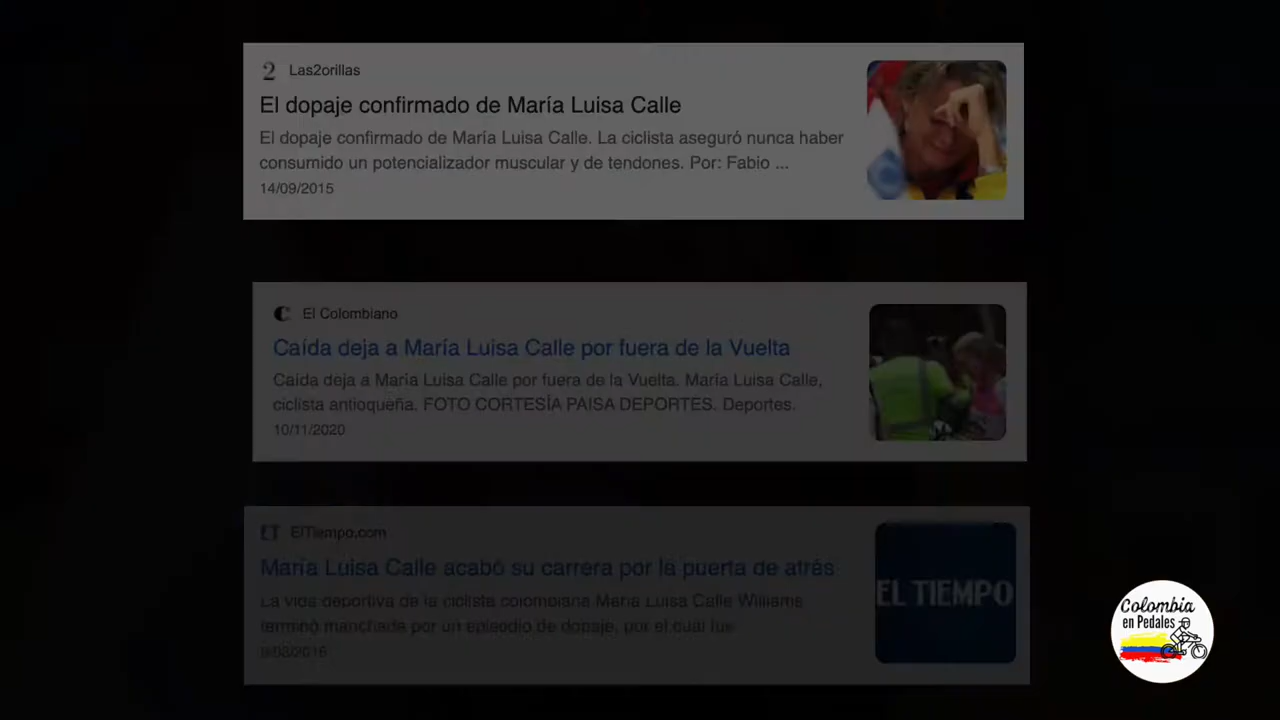 2 Las2orillas
El dopaje confirmado de María Luisa Calle
El dopaje confirmado de María Luisa Calle. La ciclista aseguró nunca haber
consumido un potencializador muscular y de tendones. Por: Fabio ...
14/09/2015
C El Colombiano
Caída deja a María Luisa Calle por fuera de la Vuelta
Caída deja a María Luisa Calle por fuera de la Vuelta. María Luisa Calle,
ciclista antioqueña. FOTO CORTESÍA PAISA DEPORTES. Deportes.
10/11/2020
ET ElTiempo.com
María Luisa Calle acabó su carrera por la puerta de atrás
La vida deportiva de la ciclista colombiana María Luisa Calle Williams
terminó manchada por un episodio de dopaje, por el cual fue
EL TIEMPO
Colombia
en Pedales